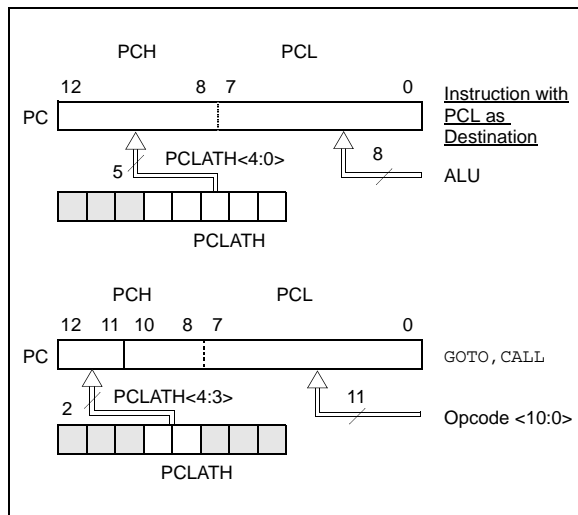 PCH PCL
12 8 7 0
Instruction with
PCL as
Destination
PC
5 PCLATH<4:0> 8
ALU
PCLATH
PCH PCL
12 11 10 8 7 0
PC GOTO,CALL
2 PCLATH<4:3> 11
Opcode <10:0>
PCLATH